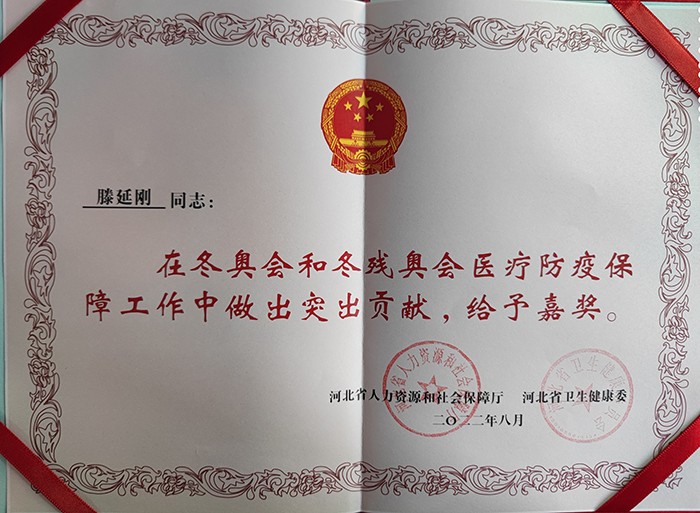 滕延刚 同志：
在冬奥会和冬残奥会医疗防疫保
障工作中做出突出贡献，给予嘉奖。
河北省人力资源和社会保障厅 河北省卫生健康委
二〇二二年八月